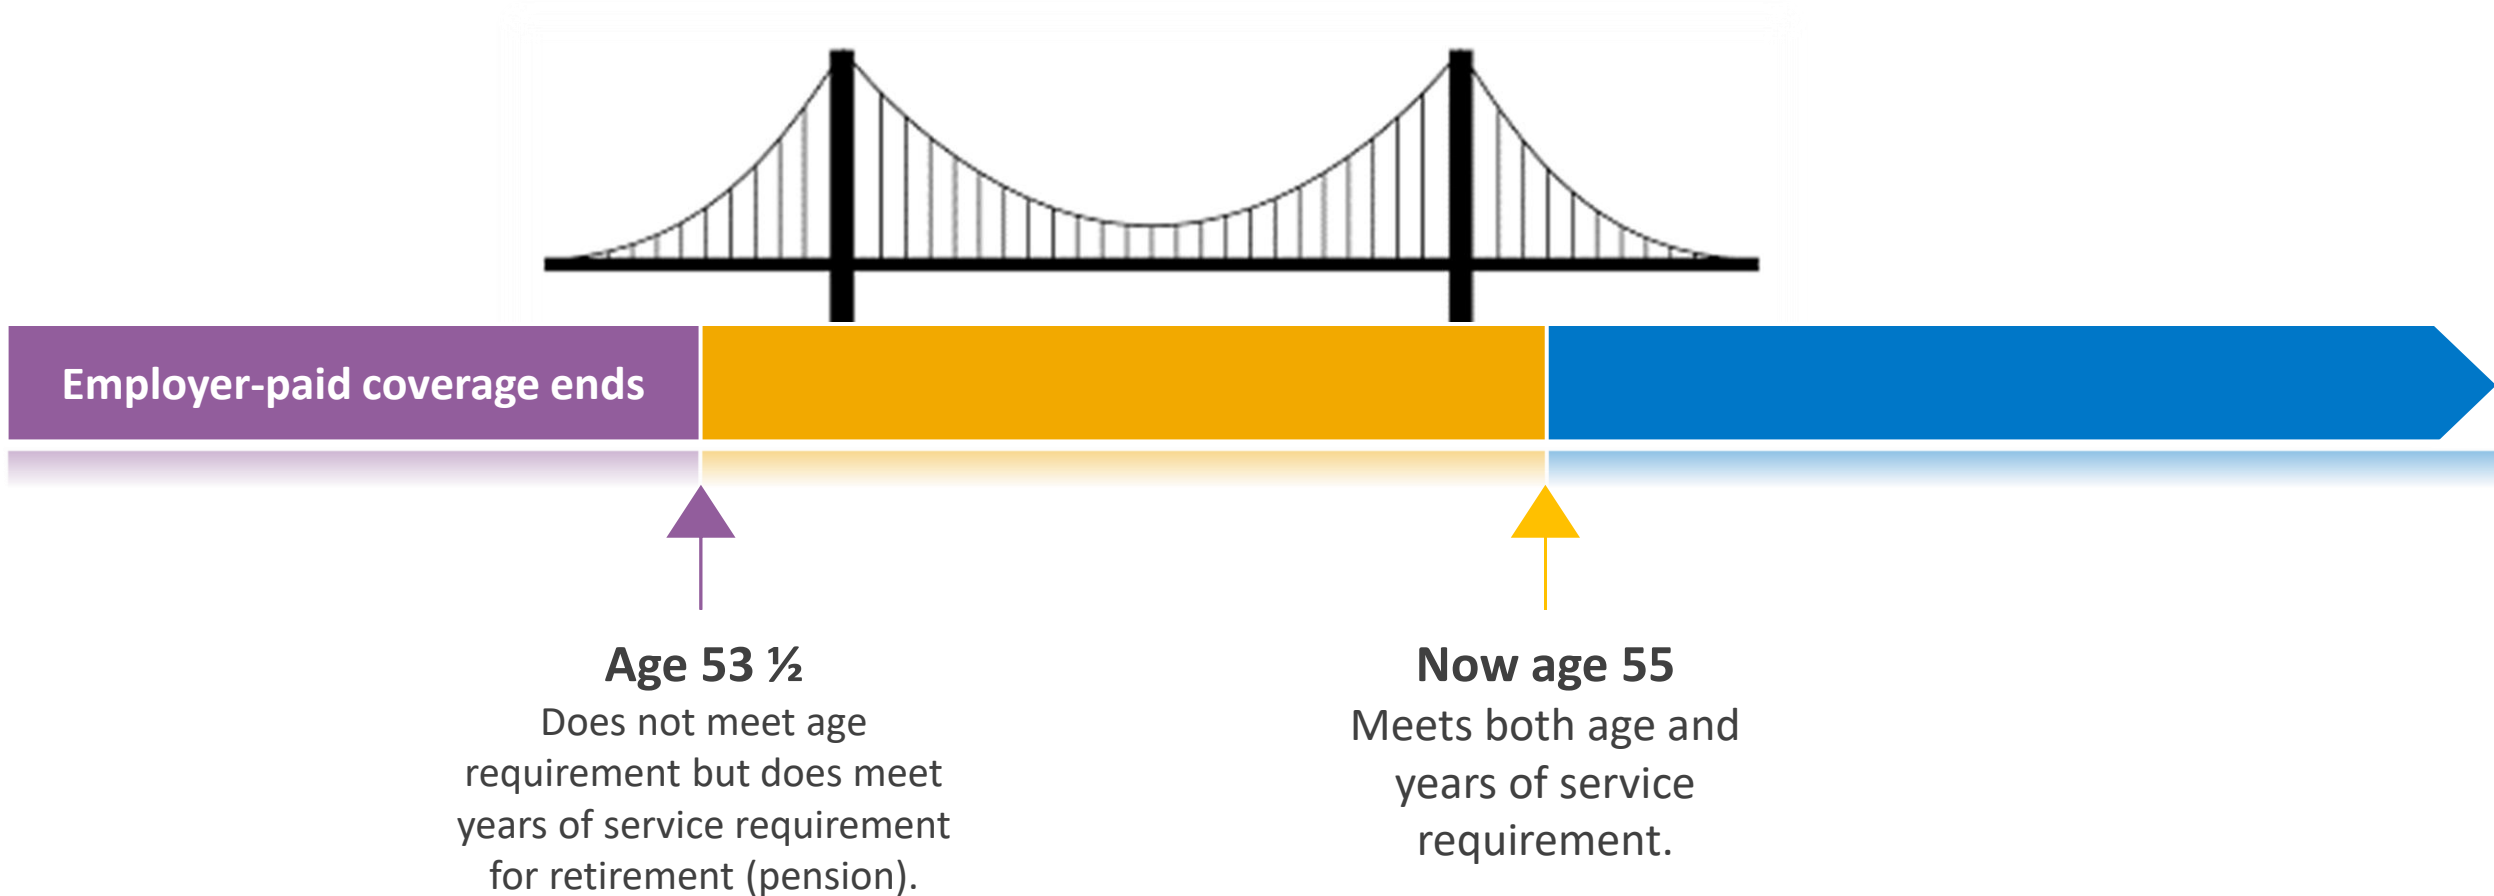 Employer-paid coverage ends
Age 53 ½
Does not meet age
requirement but does meet
years of service requirement
for retirement (pension).
Now age 55
Meets both age and
years of service
requirement.